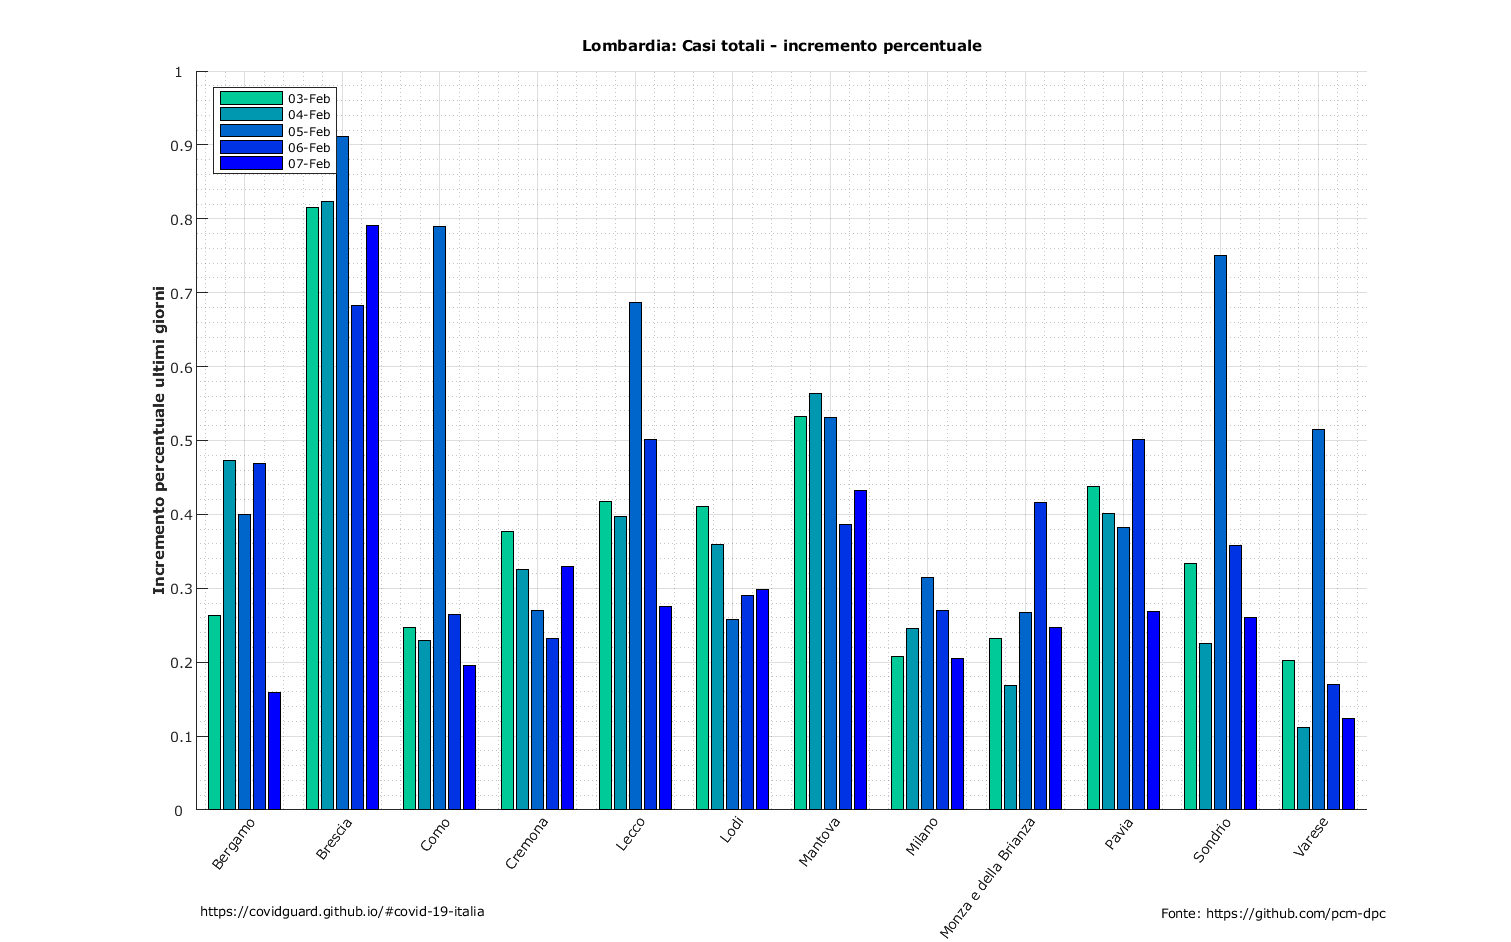 Lombardia: Casi totali - incremento percentuale
1
0.9
0.8
0.7
0.6
0.5
0.4
0.3
0.2
0.1
0
Incremento percentuale ultimi giorni
03-Feb
04-Feb
05-Feb
06-Feb
07-Feb
Bergamo
Brescia
Como
Cremona
Lecco
Lodi
Mantova
Milano
Monza e della Brianza
Pavia
Sondrio
Varese
https://covidguard.github.io/#covid-19-italia
Fonte: https://github.com/pcm-dpc